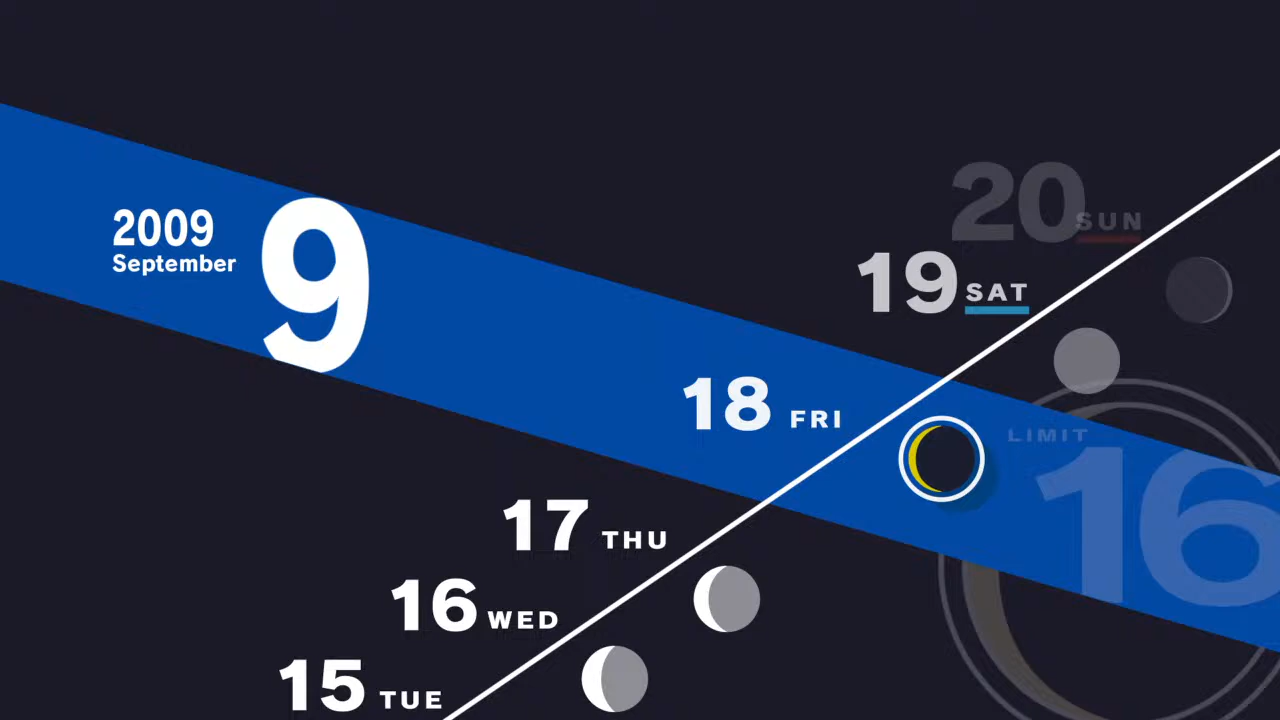 2009
September
9
20 SUN
19 SAT
18 FRI
LIMIT
16
17 THU
16 WED
15 TUE